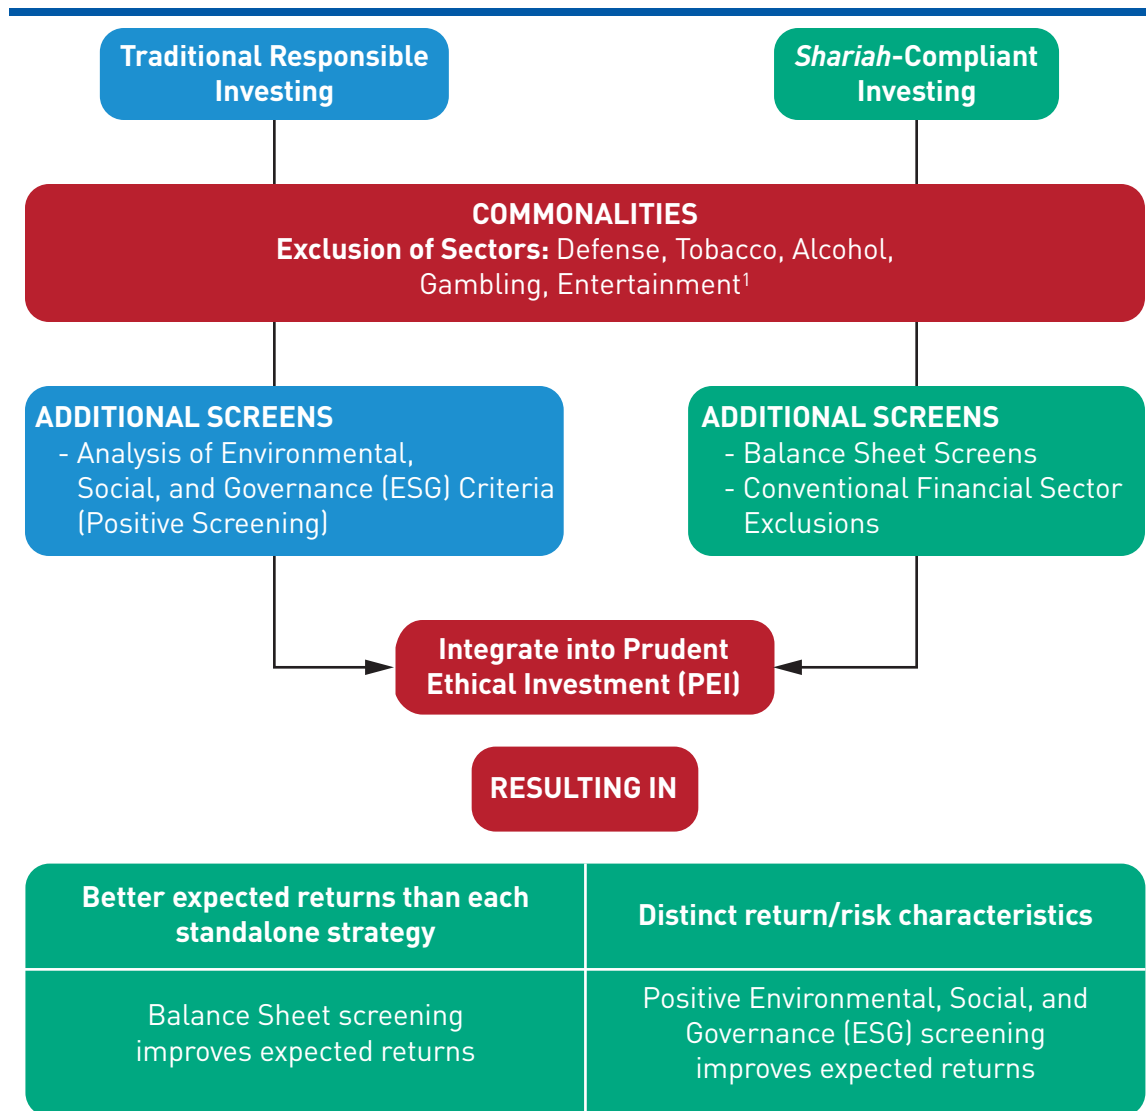 Traditional Responsible
Investing
Shariah-Compliant
Investing
COMMONALITIES
Exclusion of Sectors: Defense, Tobacco, Alcohol,
Gambling, Entertainment¹
ADDITIONAL SCREENS
- Analysis of Environmental,
Social, and Governance (ESG) Criteria
(Positive Screening)
ADDITIONAL SCREENS
- Balance Sheet Screens
- Conventional Financial Sector
Exclusions
Integrate into Prudent
Ethical Investment (PEI)
RESULTING IN
Better expected returns than each
standalone strategy
Distinct return/risk characteristics
Balance Sheet screening
improves expected returns
Positive Environmental, Social, and
Governance (ESG) screening
improves expected returns